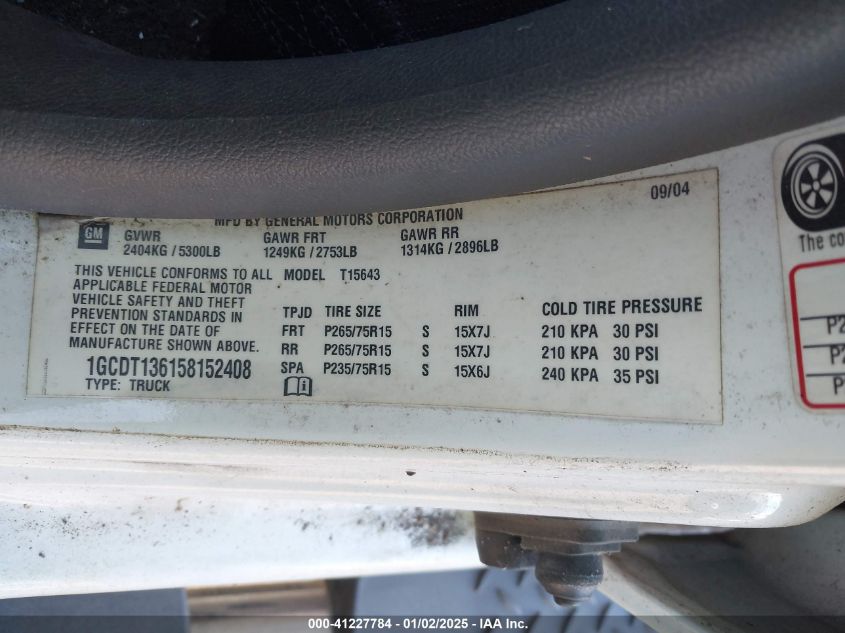 09/04
MFD BY GENERAL MOTORS CORPORATION
GM
GVWR GAWR FRT GAWR RR
2404KG / 5300LB 1249KG / 2753LB 1314KG / 2896LB
THIS VEHICLE CONFORMS TO ALL MODEL T15643
APPLICABLE FEDERAL MOTOR
VEHICLE SAFETY AND THEFT
PREVENTION STANDARDS IN TPJD TIRE SIZE RIM COLD TIRE PRESSURE
EFFECT ON THE DATE OF FRT P265/75R15 S 15X7J 210 KPA 30 PSI
MANUFACTURE SHOWN ABOVE. RR P265/75R15 S 15X7J 210 KPA 30 PSI
1GCDT136158152408 SPA P235/75R15 S 15X6J 240 KPA 35 PSI
TYPE: TRUCK
The co
P2
P2
P
000-41227784 - 01/02/2025 - IAA Inc.